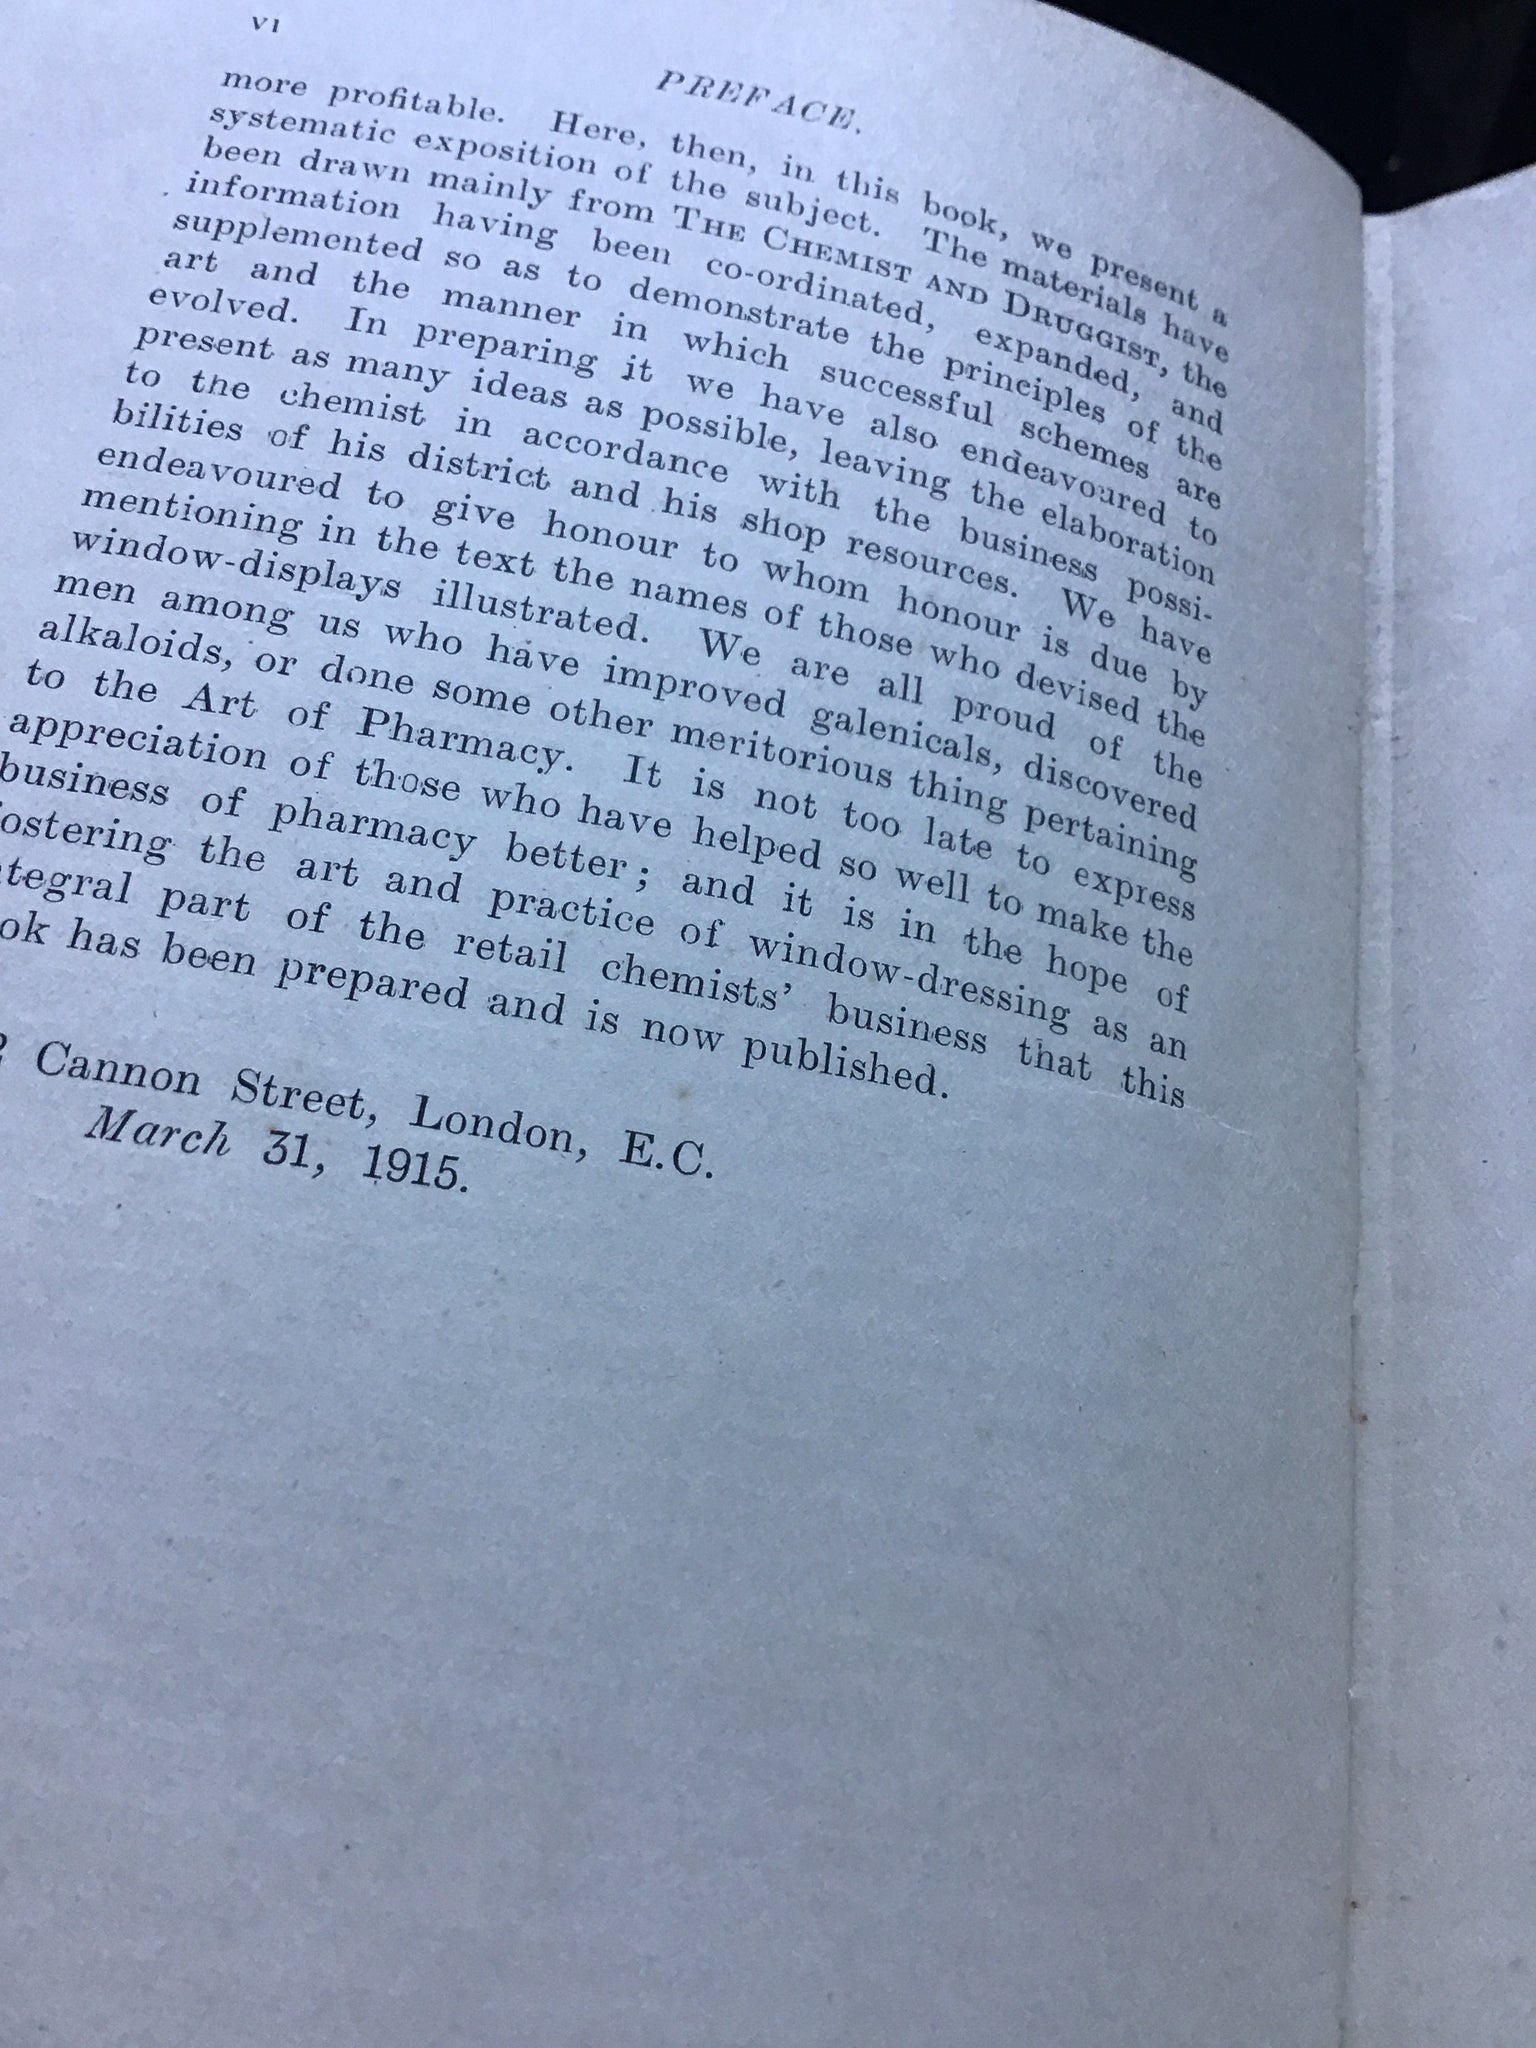 VI
PREFACE.
more profitable. Here, then, in this book, we present a
systematic exposition of the subject. The materials have
been drawn mainly from THE CHEMIST AND DRUGGIST, the
information having been co-ordinated, expanded, and
supplemented so as to demonstrate the principles of the
art and the manner in which successful schemes are
evolved. In preparing it we have also endeavoured to
present as many ideas as possible, leaving the elaboration
to the chemist in accordance with the business possi-
bilities of his district and his shop resources. We have
endeavoured to give honour to whom honour is due by
mentioning in the text the names of those who devised the
window-displays illustrated. We are all proud of the
men among us who have improved galenicals, discovered
alkaloids, or done some other meritorious thing pertaining
to the Art of Pharmacy. It is not too late to express
appreciation of those who have helped so well to make the
business of pharmacy better; and it is in the hope of
ostering the art and practice of window-dressing as an
tegral part of the retail chemists' business that this
ok has been prepared and is now published.
2 Cannon Street, London, E.C.
March 31, 1915.